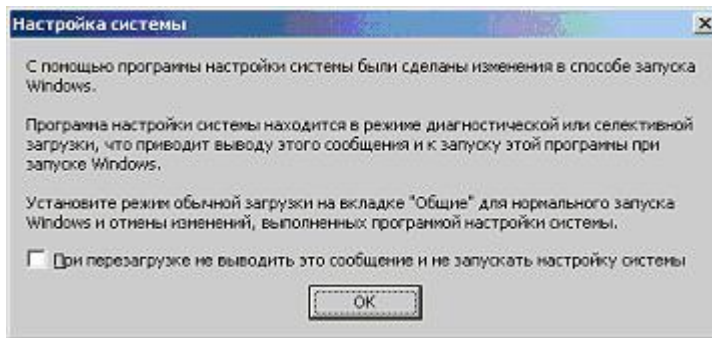 Настройка системы
С помощью программы настройки системы были сделаны изменения в способе запуска
Windows.
Программа настройки системы находится в режиме диагностической или селективной
загрузки, что приводит выводу этого сообщения и к запуску этой программы при
запуске Windows.
Установите режим обычной загрузки на вкладке "Общие" для нормального запуска
Windows и отмены изменений, выполненных программой настройки системы.
При перезагрузке не выводить это сообщение и не запускать настройку системы
OK